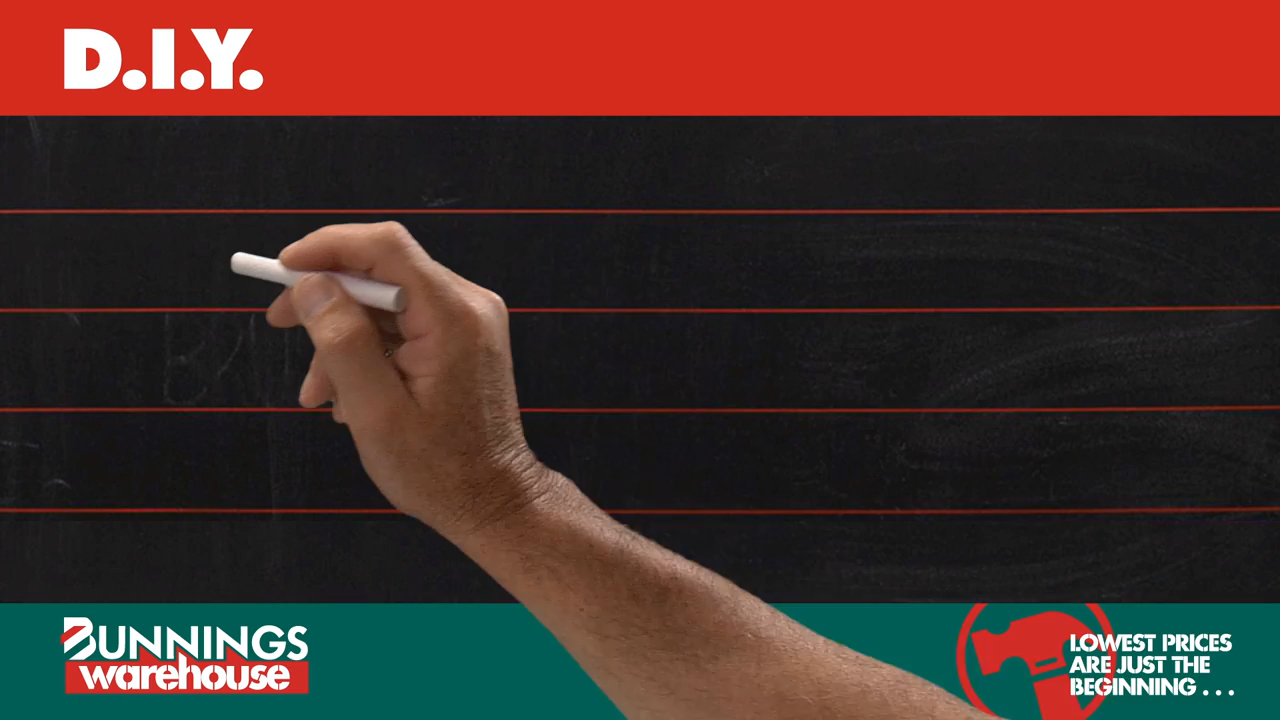 D.I.Y.
BUNNINGS
warehouse
LOWEST PRICES
ARE JUST THE
BEGINNING . . .